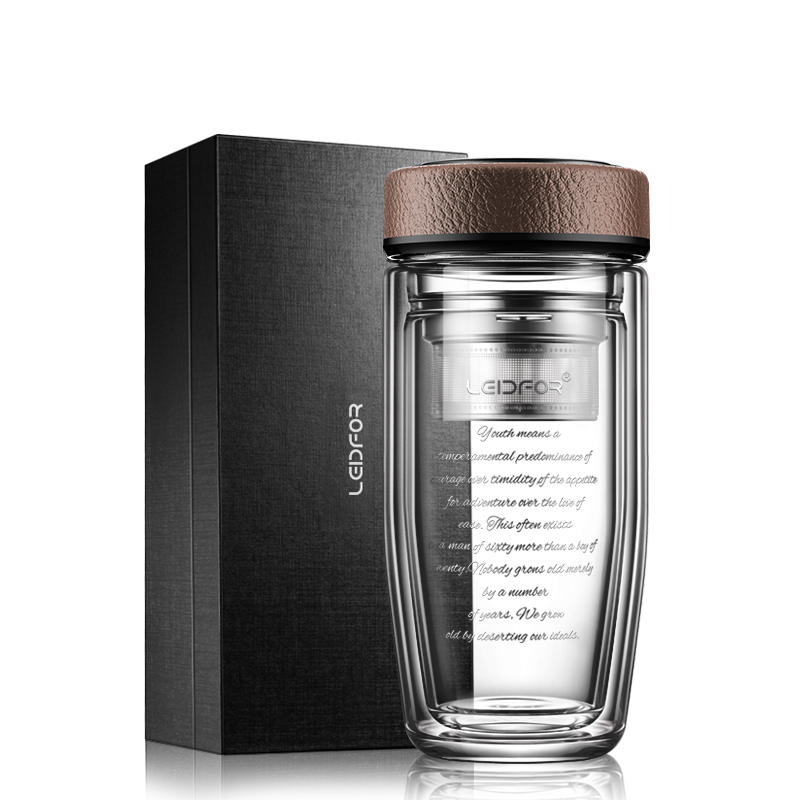 LEIDFOR
LEIDFOR®
Youth means a
temperamental predominance of
courage over timidity of the appetite
for adventure over the love of
ease. This often exists
a man of sixty more than a boy of
twenty. Nobody grons old merely
by a number
of years, We grow
old by deserting our ideals.